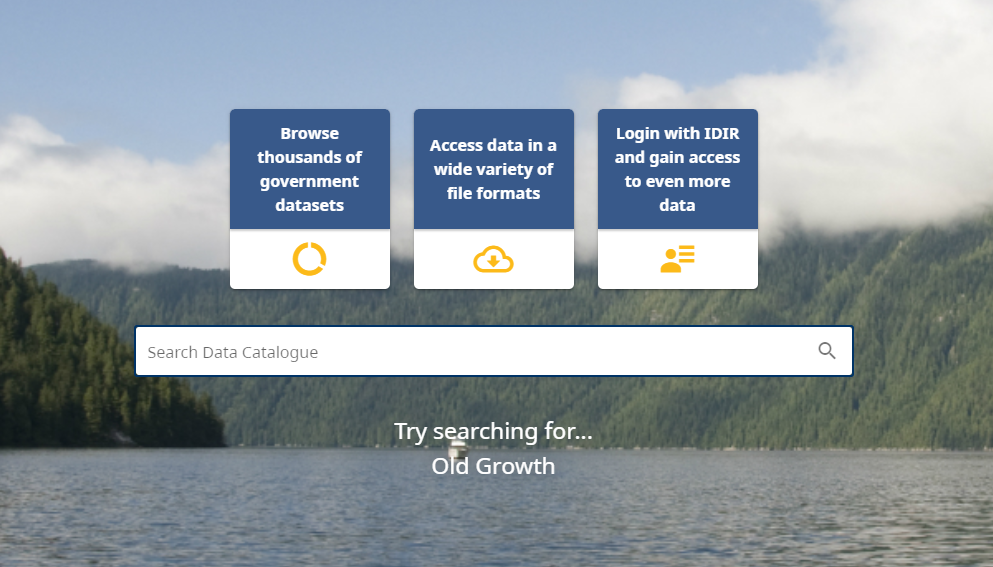 Browse
thousands of
government
datasets
Access data in a
wide variety of
file formats
Login with IDIR
and gain access
to even more
data
Search Data Catalogue
Try searching for...
Old Growth